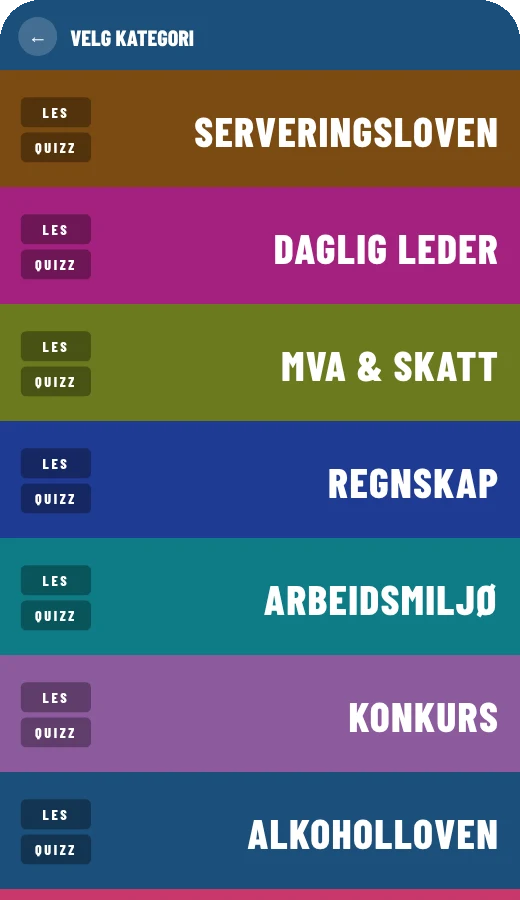 ← VELG KATEGORI
LES
QUIZZ
SERVERINGSLOVEN
LES
QUIZZ
DAGLIG LEDER
LES
QUIZZ
MVA & SKATT
LES
QUIZZ
REGNSKAP
LES
QUIZZ
ARBEIDSMILJØ
LES
QUIZZ
KONKURS
LES
QUIZZ
ALKOHOLLOVEN